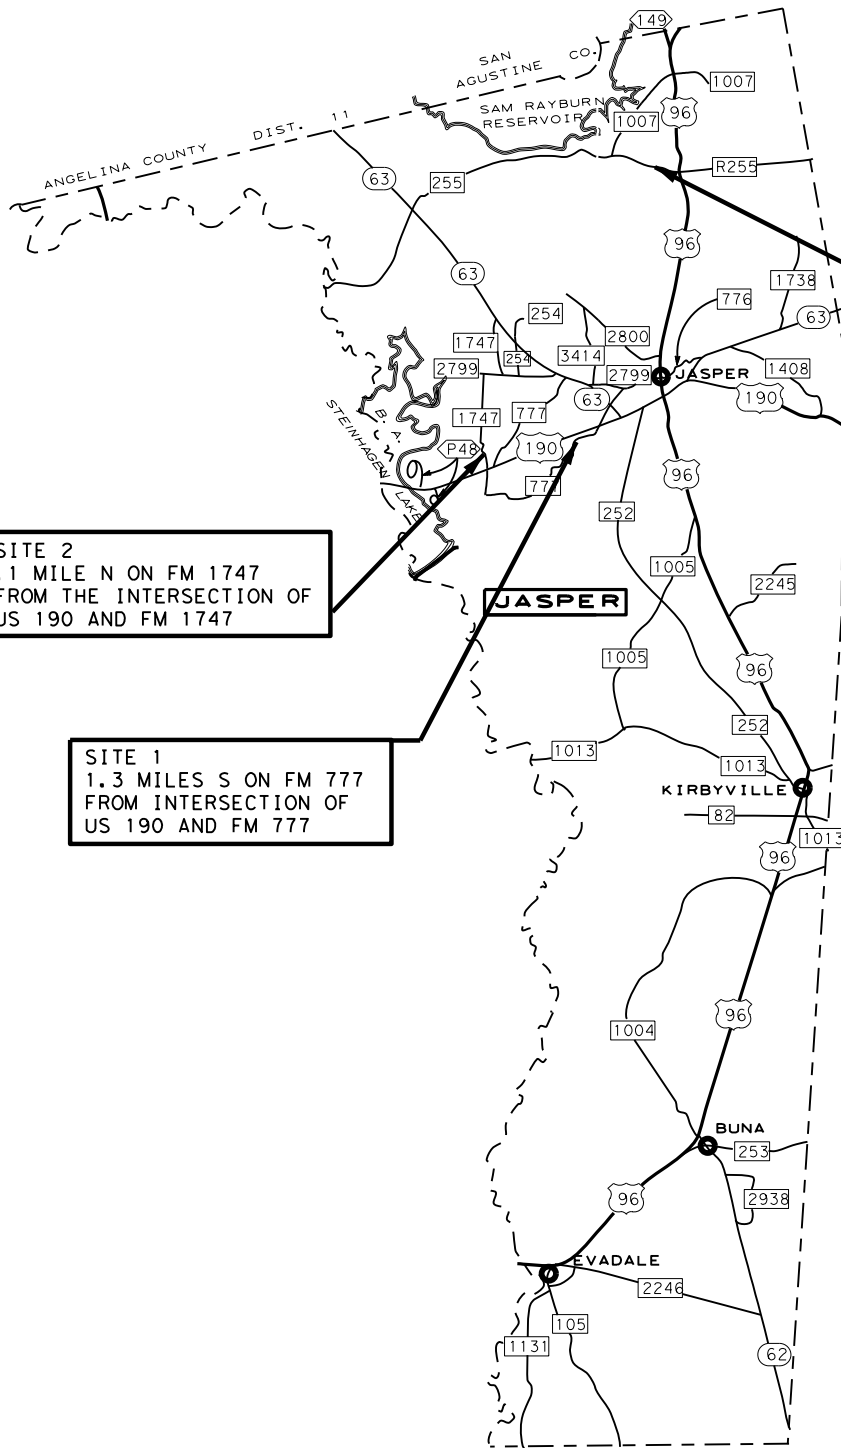 149
SAN
AGUSTINE CO.
1007
SAM RAYBURN
RESERVOIR
1007
96
DIST. 11
ANGELINA COUNTY
R255
63
255
96
63
1738
776
254
63
2800
1747
3414
254
2799
2799
JASPER
1408
63
190
1747
777
B. A.
STEINHAGEN LAKE
P48
190
96
777
252
SITE 2
.1 MILE N ON FM 1747
FROM THE INTERSECTION OF
US 190 AND FM 1747
1005
2245
JASPER
1005
96
252
1013
1013
SITE 1
1.3 MILES S ON FM 777
FROM INTERSECTION OF
US 190 AND FM 777
KIRBYVILLE
82
1013
96
96
1004
BUNA
253
96
2938
EVADALE
2246
105
1131
62